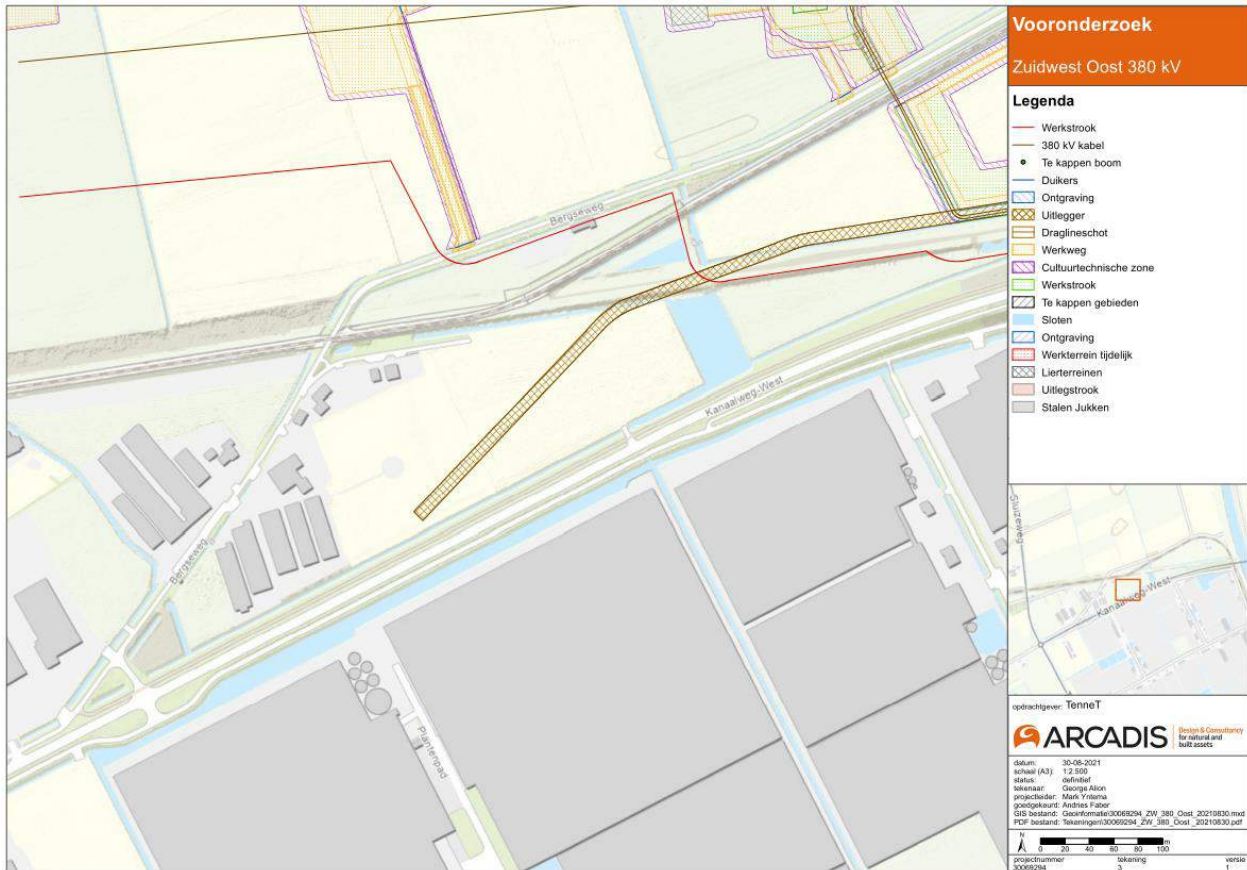 Vooronderzoek
Zuidwest Oost 380 kV
Legenda
Werkstrook
380 kV kabel
Te kappen boom
Duikers
Ontgraving
Uitlegger
Draglineschot
Werkweg
Cultuurtechnische zone
Werkstrook
Te kappen gebieden
Sloten
Ontgraving
Werkterrein tijdelijk
Lierterreinen
Uitlegstrook
Stalen Jukken
Bergseweg
Kanaalweg-West
Bergseweg
Plantenpad
Sluizeweg
Kanaalweg-West
opdrachtgever: TenneT
ARCADIS
Design & Consultancy
for natural and
built assets
datum: 30-08-2021
schaal (A3): 1:2.500
status: definitief
tekenaar: George Alion
projectleider: Mark Yntema
goedgekeurd: Andries Faber
GIS bestand: Geoinformatie\30069294_ZW_380_Oost_20210830.mxd
PDF bestand: Tekeningen\30069294_ZW_380_Oost_20210830.pdf
N
0 20 40 60 80 100 m
projectnummer tekening versie
30069294 3 1